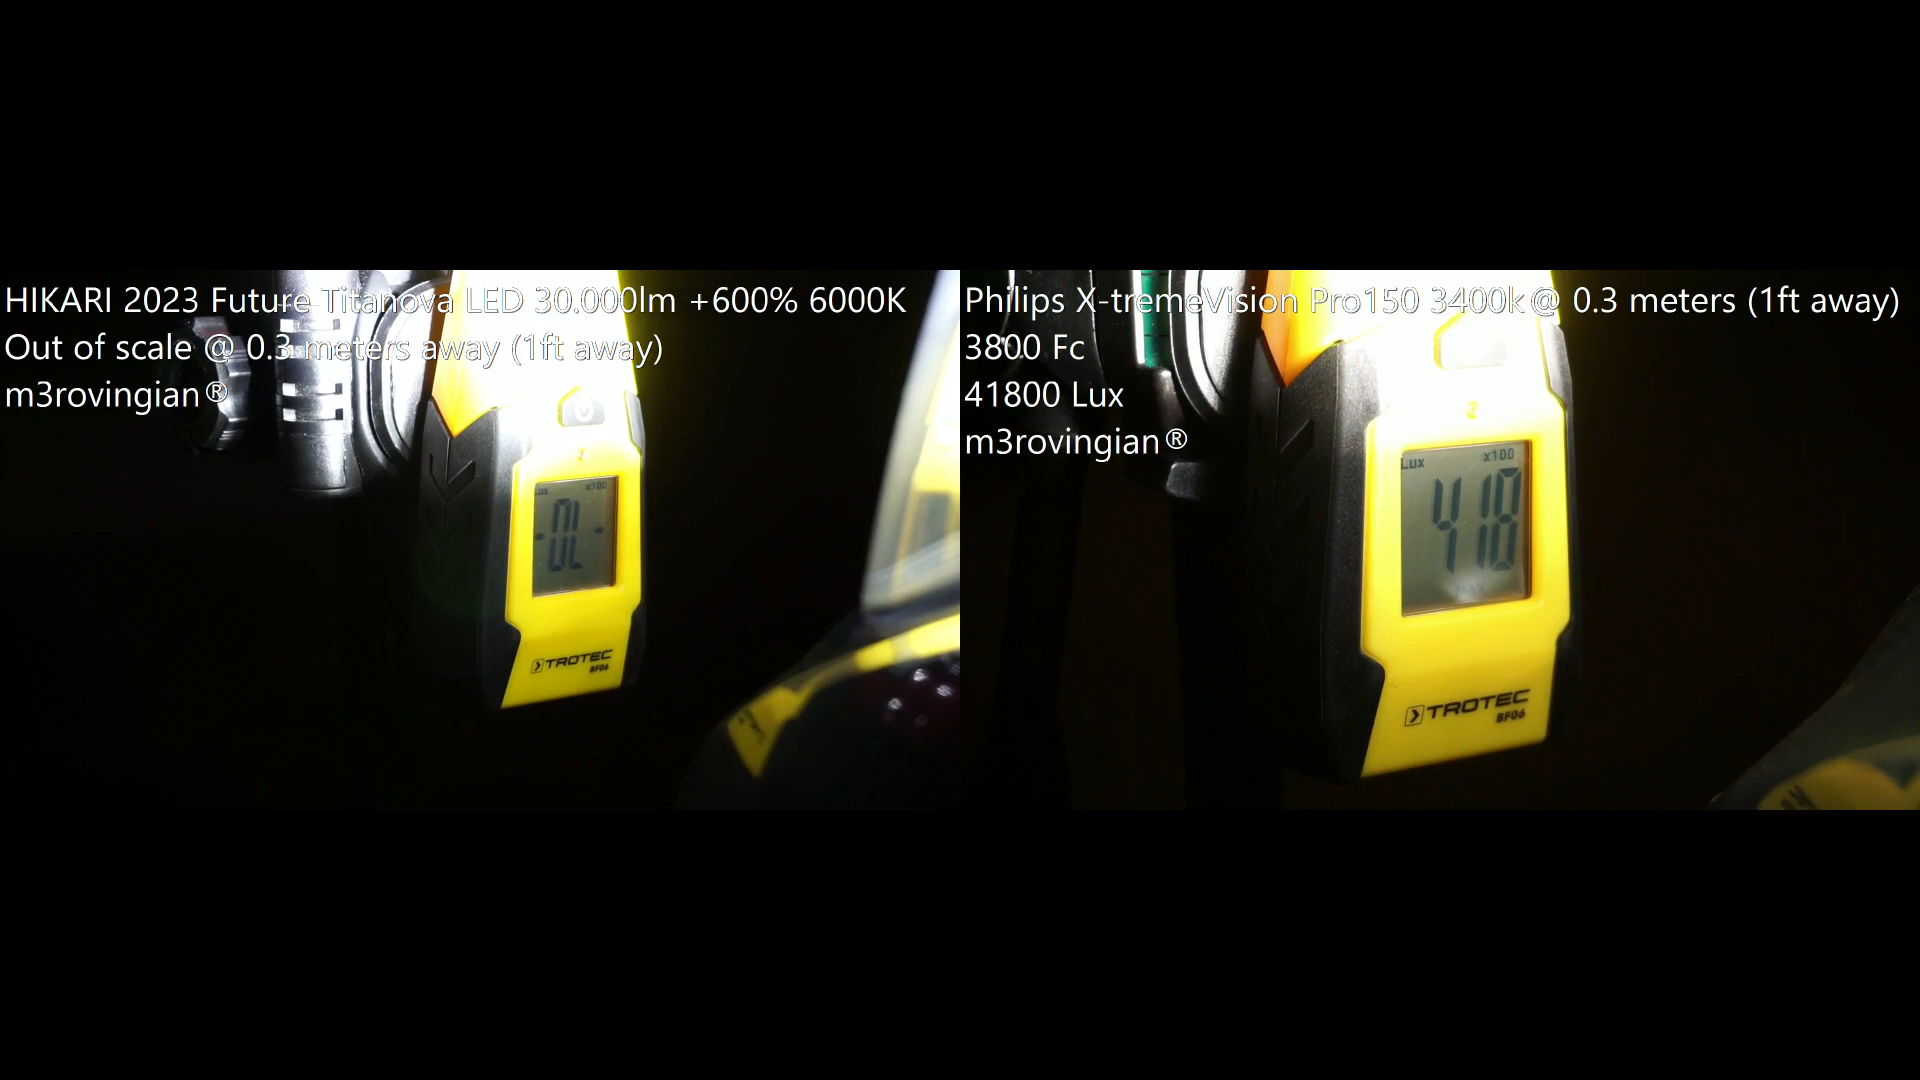 HIKARI 2023 Future Titanova LED 30.000lm +600% 6000K
Out of scale @ 0.3 meters away (1ft away)
m3rovingian®
Lux x100
OL
TROTEC
BF06
Philips X-tremeVision Pro150 3400k @ 0.3 meters (1ft away)
3800 Fc
41800 Lux
m3rovingian®
Lux x100
418
TROTEC
BF06